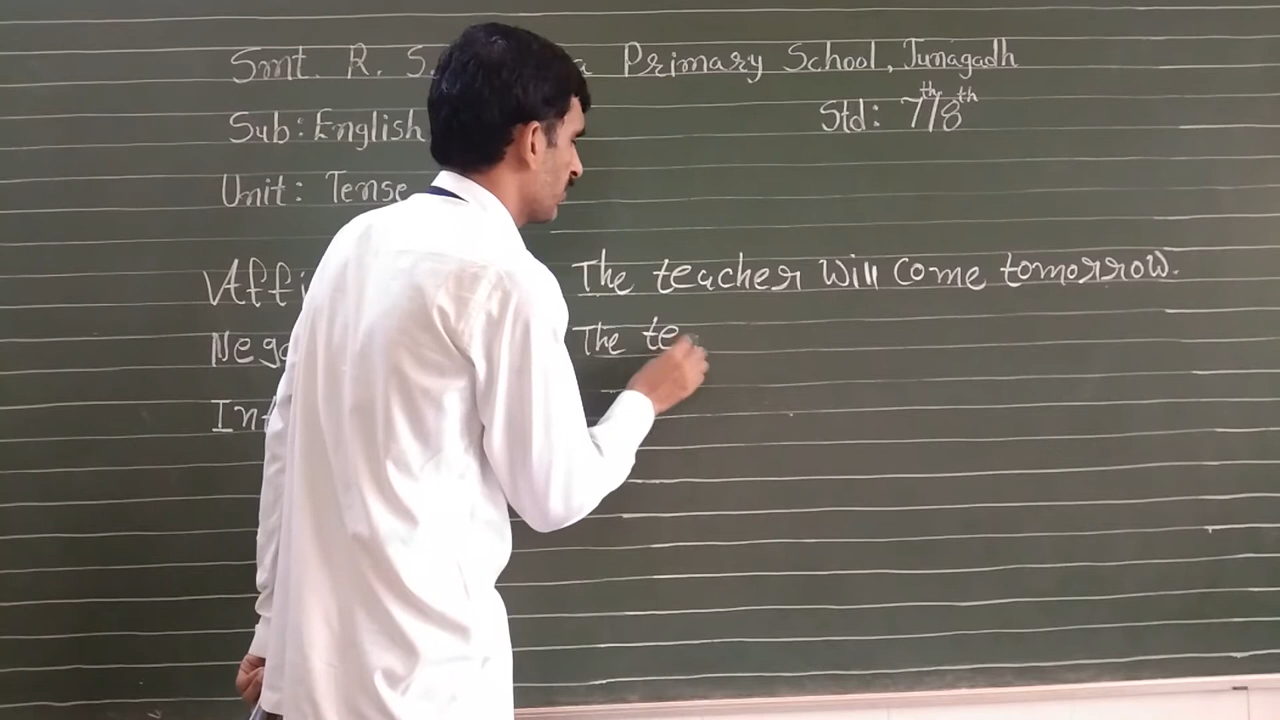 Smt. R. S. Primary School, Junagadh
Sub: English Std: 7th/8th
Unit: Tense
The teacher will come tomorrow.
The te